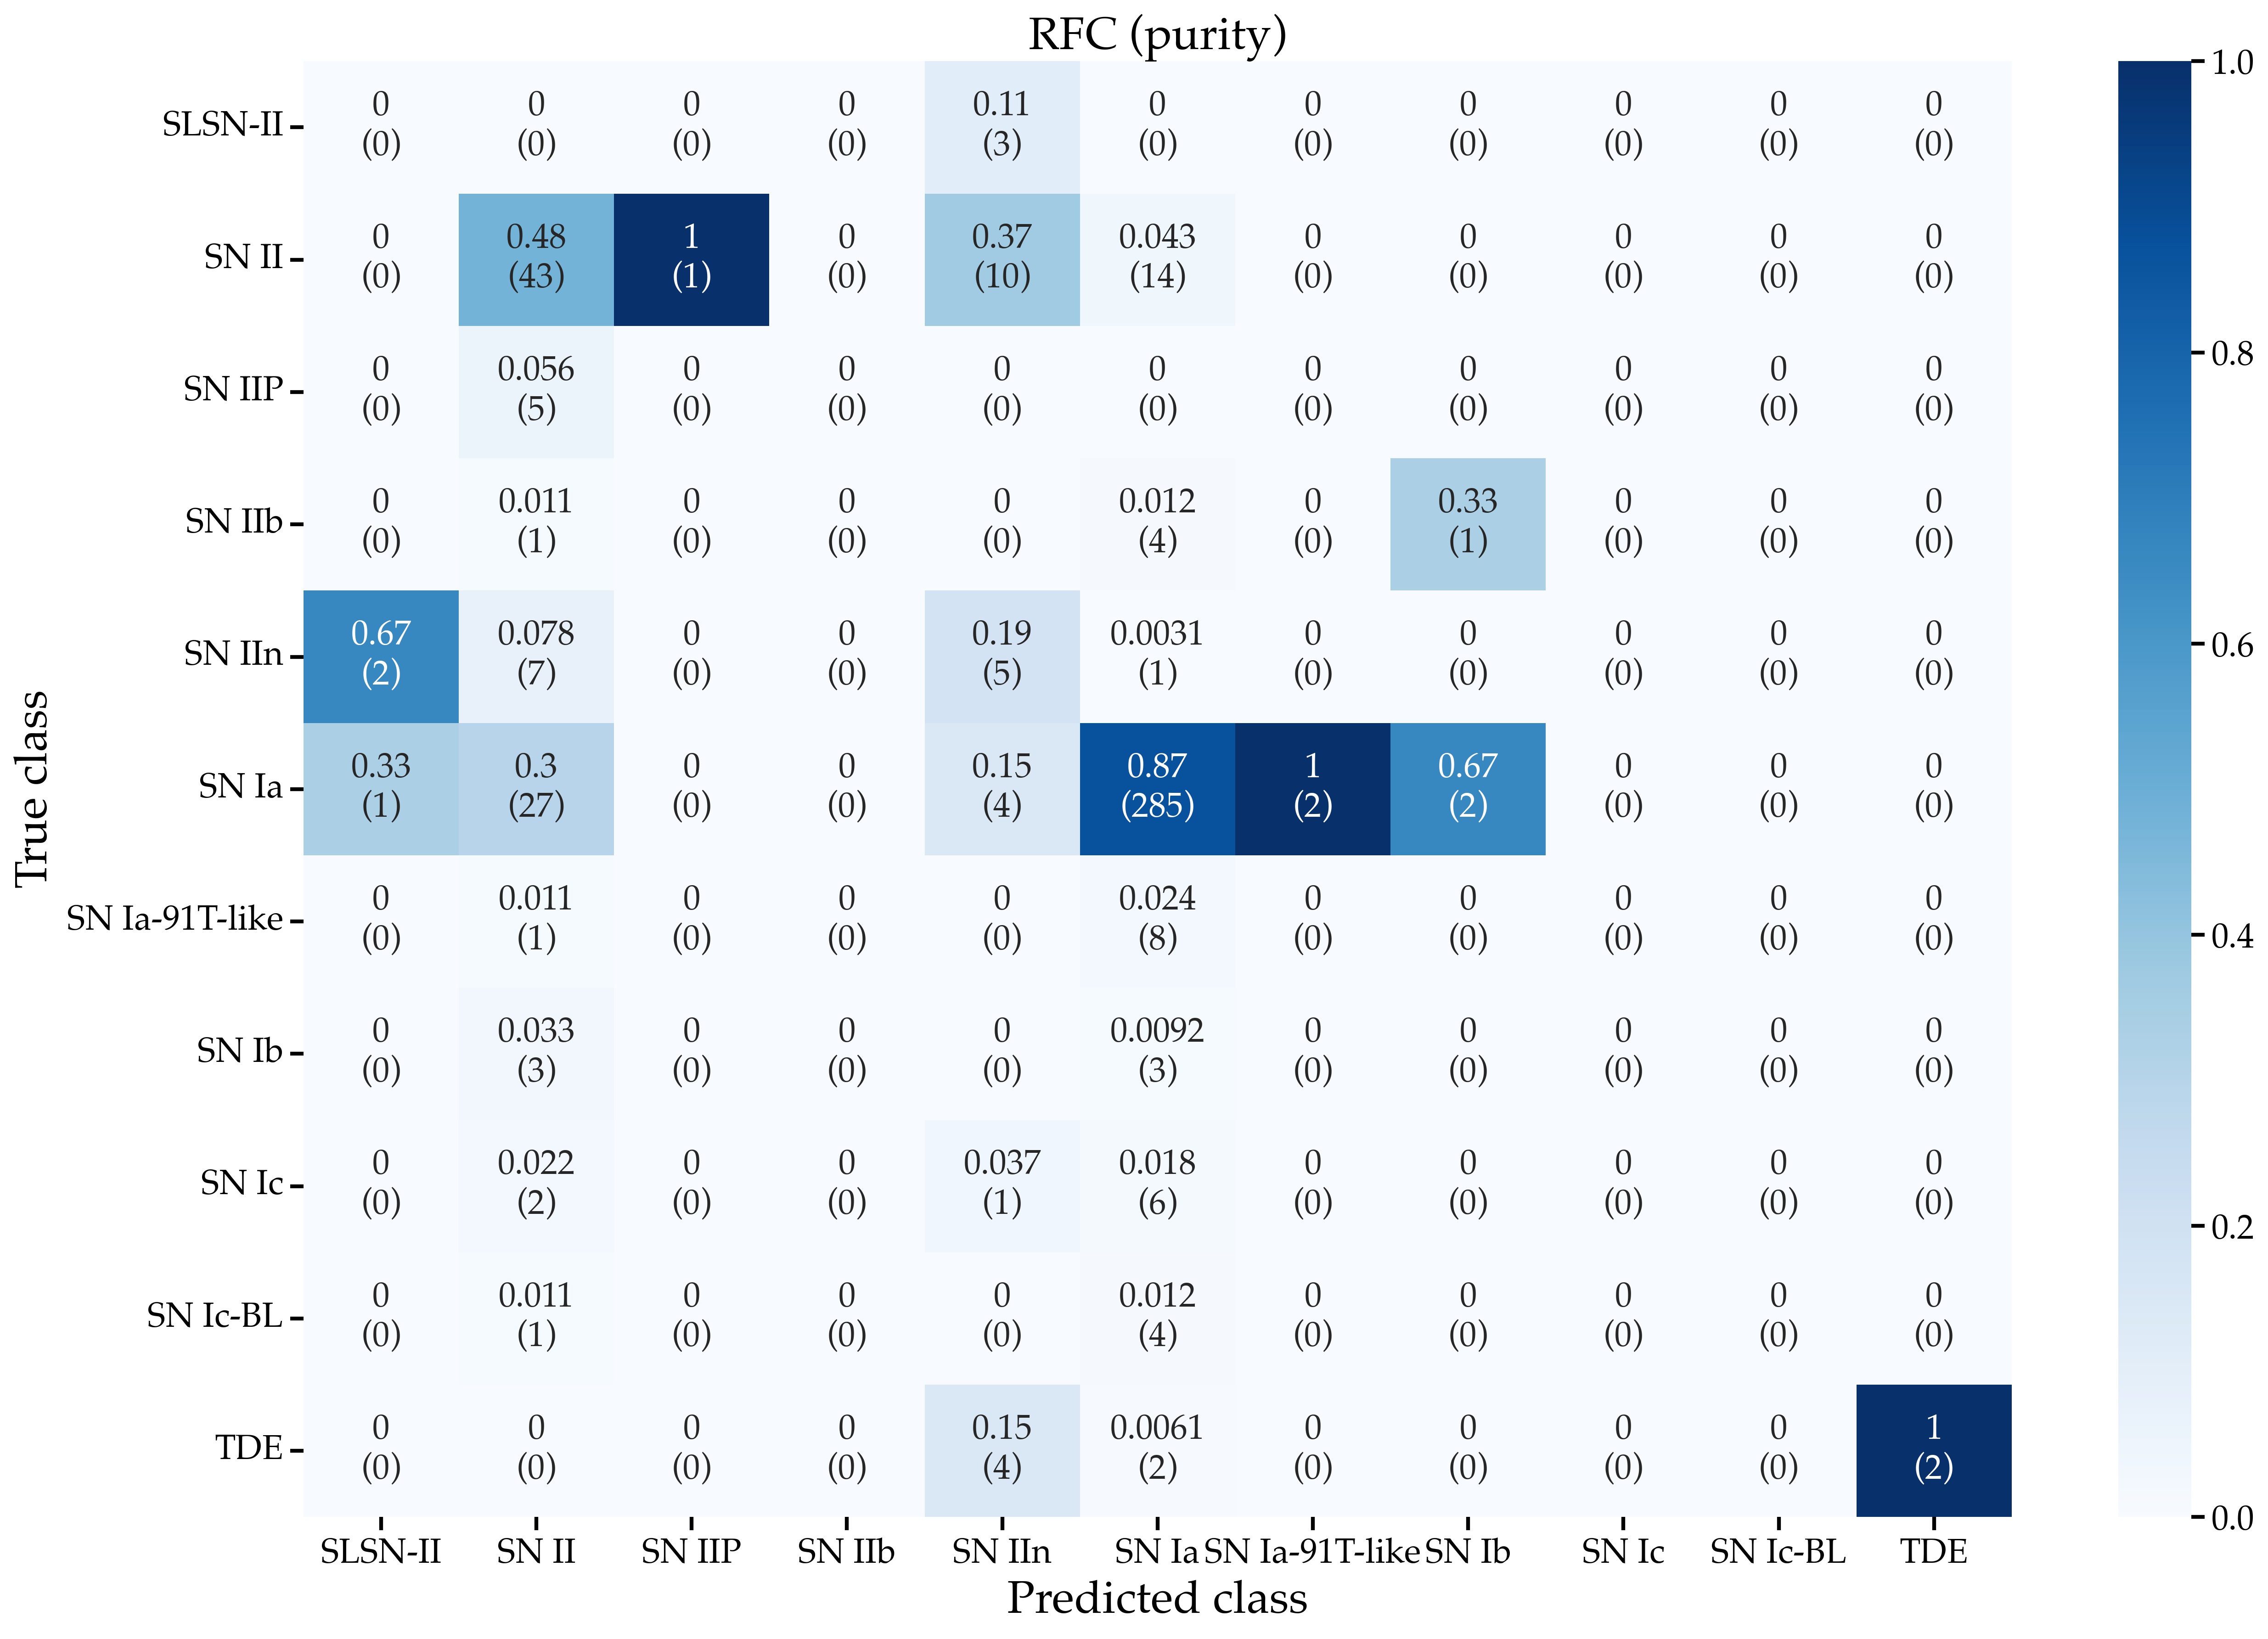 RFC (purity)
1.0
0 0 0 0 0.11 0 0 0 0 0 0
SLSN-II
(0) (0) (0) (0) (3) (0) (0) (0) (0) (0) (0)
0 0.48 1 0 0.37 0.043 0 0 0 0 0
SN II
(0) (43) (1) (0) (10) (14) (0) (0) (0) (0) (0)
0.8
0 0.056 0 0 0 0 0 0 0 0 0
SN IIP
(0) (5) (0) (0) (0) (0) (0) (0) (0) (0) (0)
0 0.011 0 0 0 0.012 0 0.33 0 0 0
SN IIb
(0) (1) (0) (0) (0) (4) (0) (1) (0) (0) (0)
0.6
0.67 0.078 0 0 0.19 0.0031 0 0 0 0 0
SN IIn
(2) (7) (0) (0) (5) (1) (0) (0) (0) (0) (0)
True class
0.33 0.3 0 0 0.15 0.87 1 0.67 0 0 0
SN Ia
(1) (27) (0) (0) (4) (285) (2) (2) (0) (0) (0)
0 0.011 0 0 0 0.024 0 0 0 0 0
SN Ia-91T-like
(0) (1) (0) (0) (0) (8) (0) (0) (0) (0) (0)
0.4
0 0.033 0 0 0 0.0092 0 0 0 0 0
SN Ib
(0) (3) (0) (0) (0) (3) (0) (0) (0) (0) (0)
0 0.022 0 0 0.037 0.018 0 0 0 0 0
SN Ic
(0) (2) (0) (0) (1) (6) (0) (0) (0) (0) (0)
0.2
0 0.011 0 0 0 0.012 0 0 0 0 0
SN Ic-BL
(0) (1) (0) (0) (0) (4) (0) (0) (0) (0) (0)
0 0 0 0 0.15 0.0061 0 0 0 0 1
TDE
(0) (0) (0) (0) (4) (2) (0) (0) (0) (0) (2)
0.0
SLSN-II SN II SN IIP SN IIb SN IIn SN Ia SN Ia-91T-like SN Ib SN Ic SN Ic-BL TDE
Predicted class